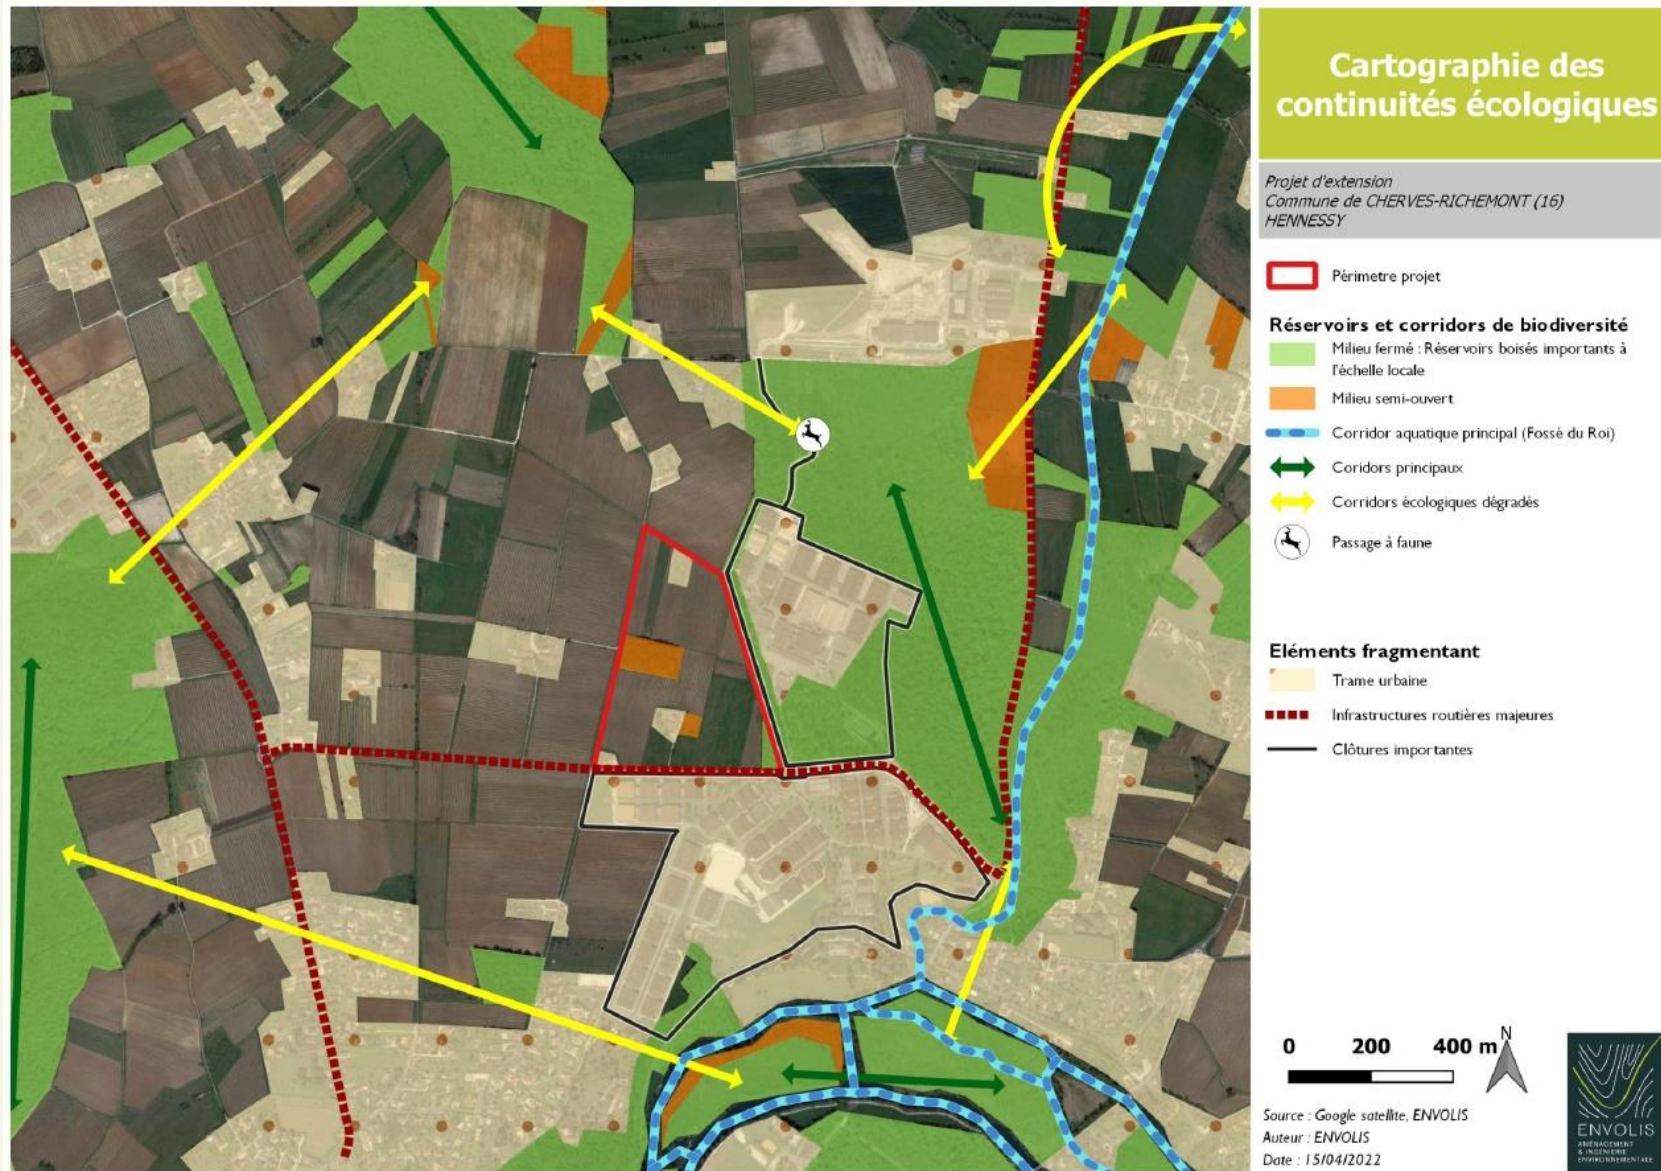 Cartographie des
continuités écologiques
Projet d'extension
Commune de CHERVES-RICHEMONT (16)
HENNESSY
Périmetre projet
Réservoirs et corridors de biodiversité
Milieu fermé : Réservoirs boisés importants à
l'échelle locale
Milieu semi-ouvert
Corridor aquatique principal (Fossé du Roi)
Coridors principaux
Corridors écologiques dégradés
Passage à faune
Eléments fragmentant
Trame urbaine
Infrastructures routières majeures
Clôtures importantes
0 200 400 m
N
Source : Google satellite, ENVOLIS
Auteur : ENVOLIS
Date : 15/04/2022
ENVOLIS
AMÉNAGEMENT
& INGÉNIERIE
ENVIRONNEMENTALE